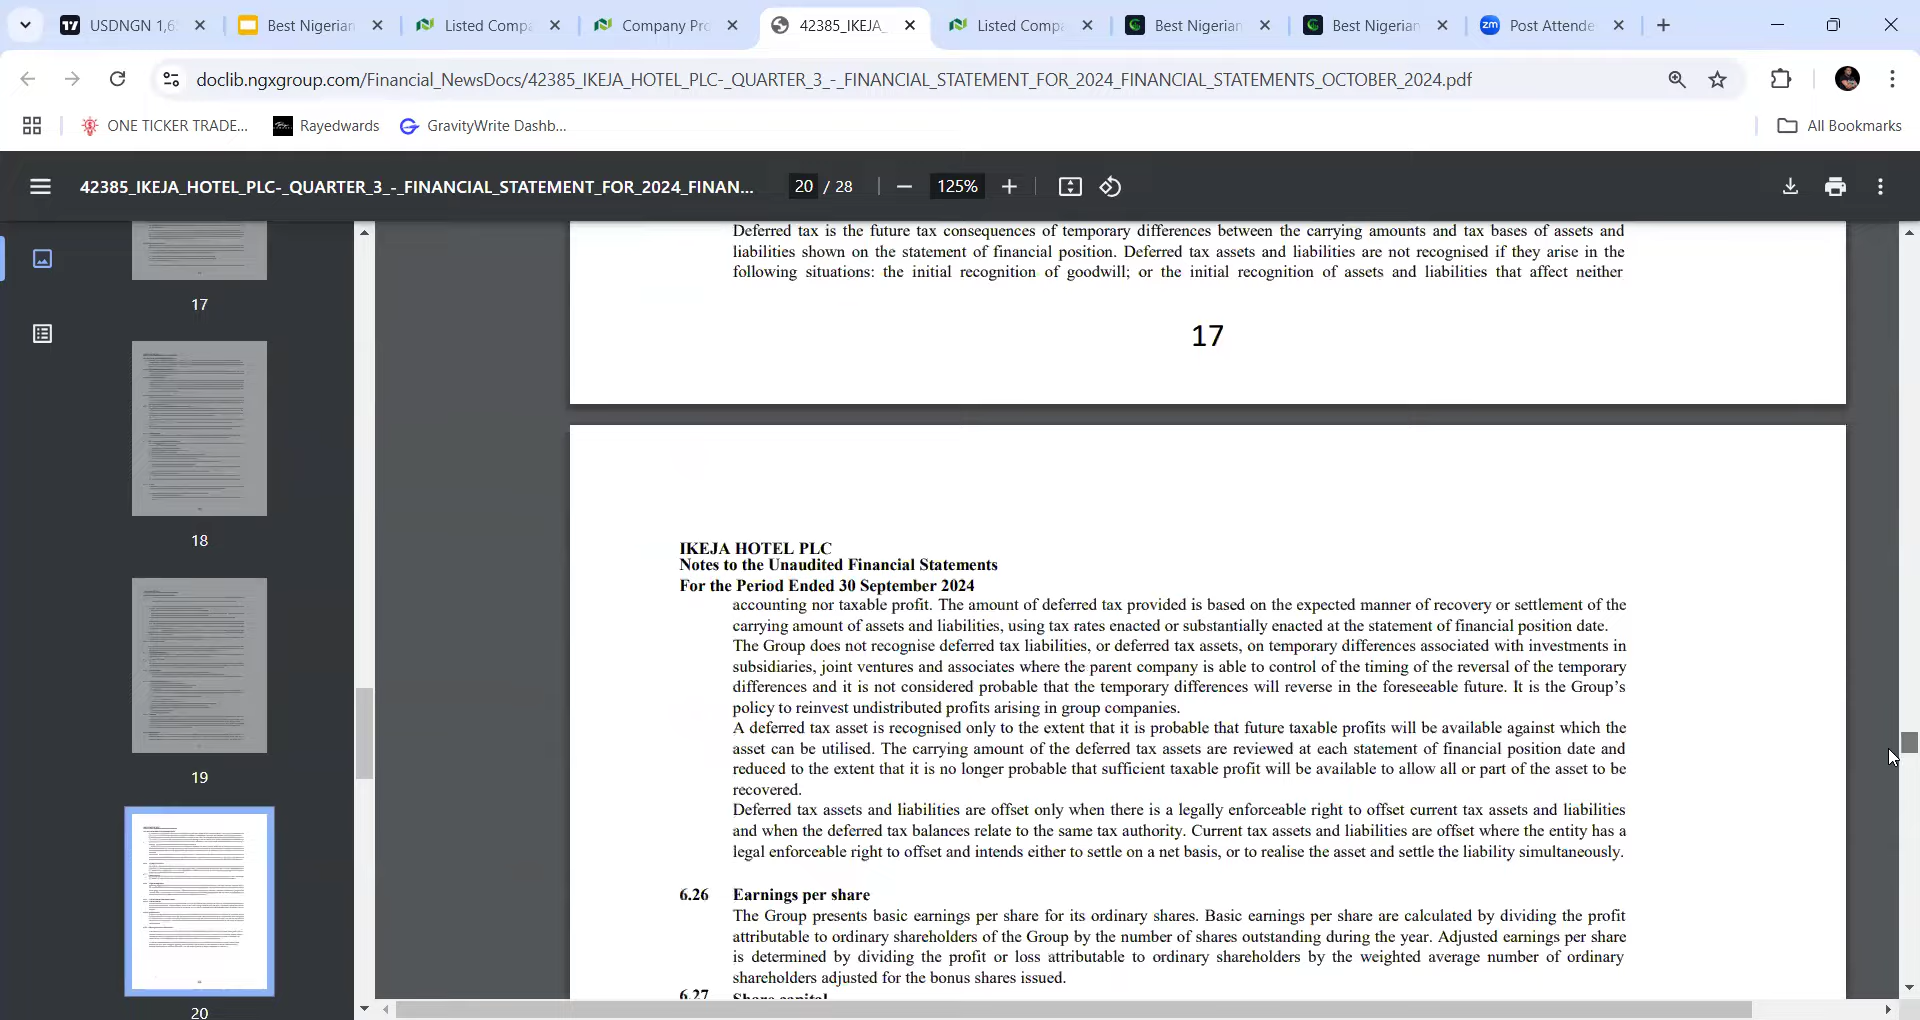 USDNGN 1,6
Best Nigerian
Listed Compa
Company Pro
42385_IKEJA_
Listed Compa
Best Nigerian
Best Nigerian
zm Post Attende
doclib.ngxgroup.com/Financial_NewsDocs/42385_IKEJA_HOTEL_PLC-_QUARTER_3_-_FINANCIAL_STATEMENT_FOR_2024_FINANCIAL_STATEMENTS_OCTOBER_2024.pdf
ONE TICKER TRADE...
Rayedwards
GravityWrite Dashb...
All Bookmarks
42385_IKEJA_HOTEL_PLC-_QUARTER_3_-_FINANCIAL_STATEMENT_FOR_2024_FINAN...
20 / 28
125%
17
18
19
20
Deferred tax is the future tax consequences of temporary differences between the carrying amounts and tax bases of assets and
liabilities shown on the statement of financial position. Deferred tax assets and liabilities are not recognised if they arise in the
following situations: the initial recognition of goodwill; or the initial recognition of assets and liabilities that affect neither
17
IKEJA HOTEL PLC
Notes to the Unaudited Financial Statements
For the Period Ended 30 September 2024
accounting nor taxable profit. The amount of deferred tax provided is based on the expected manner of recovery or settlement of the
carrying amount of assets and liabilities, using tax rates enacted or substantially enacted at the statement of financial position date.
The Group does not recognise deferred tax liabilities, or deferred tax assets, on temporary differences associated with investments in
subsidiaries, joint ventures and associates where the parent company is able to control of the timing of the reversal of the temporary
differences and it is not considered probable that the temporary differences will reverse in the foreseeable future. It is the Group's
policy to reinvest undistributed profits arising in group companies.
A deferred tax asset is recognised only to the extent that it is probable that future taxable profits will be available against which the
asset can be utilised. The carrying amount of the deferred tax assets are reviewed at each statement of financial position date and
reduced to the extent that it is no longer probable that sufficient taxable profit will be available to allow all or part of the asset to be
recovered.
Deferred tax assets and liabilities are offset only when there is a legally enforceable right to offset current tax assets and liabilities
and when the deferred tax balances relate to the same tax authority. Current tax assets and liabilities are offset where the entity has a
legal enforceable right to offset and intends either to settle on a net basis, or to realise the asset and settle the liability simultaneously.
6.26 Earnings per share
The Group presents basic earnings per share for its ordinary shares. Basic earnings per share are calculated by dividing the profit
attributable to ordinary shareholders of the Group by the number of shares outstanding during the year. Adjusted earnings per share
is determined by dividing the profit or loss attributable to ordinary shareholders by the weighted average number of ordinary
shareholders adjusted for the bonus shares issued.
6.27 Share capital